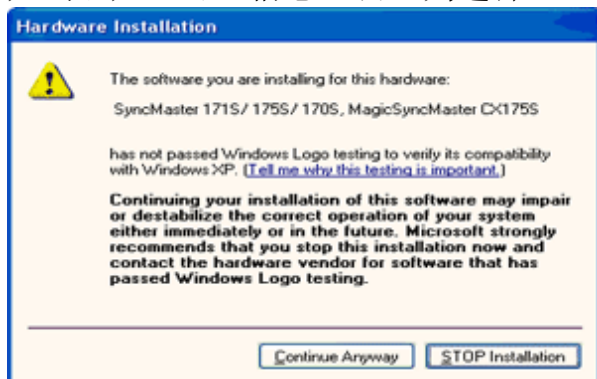 Hardware Installation
The software you are installing for this hardware:
SyncMaster 171S/ 175S/ 170S, MagicSyncMaster CX175S
has not passed Windows Logo testing to verify its compatibility
with Windows XP. (Tell me why this testing is important.)
Continuing your installation of this software may impair
or destabilize the correct operation of your system
either immediately or in the future. Microsoft strongly
recommends that you stop this installation now and
contact the hardware vendor for software that has
passed Windows Logo testing.
Continue Anyway
STOP Installation